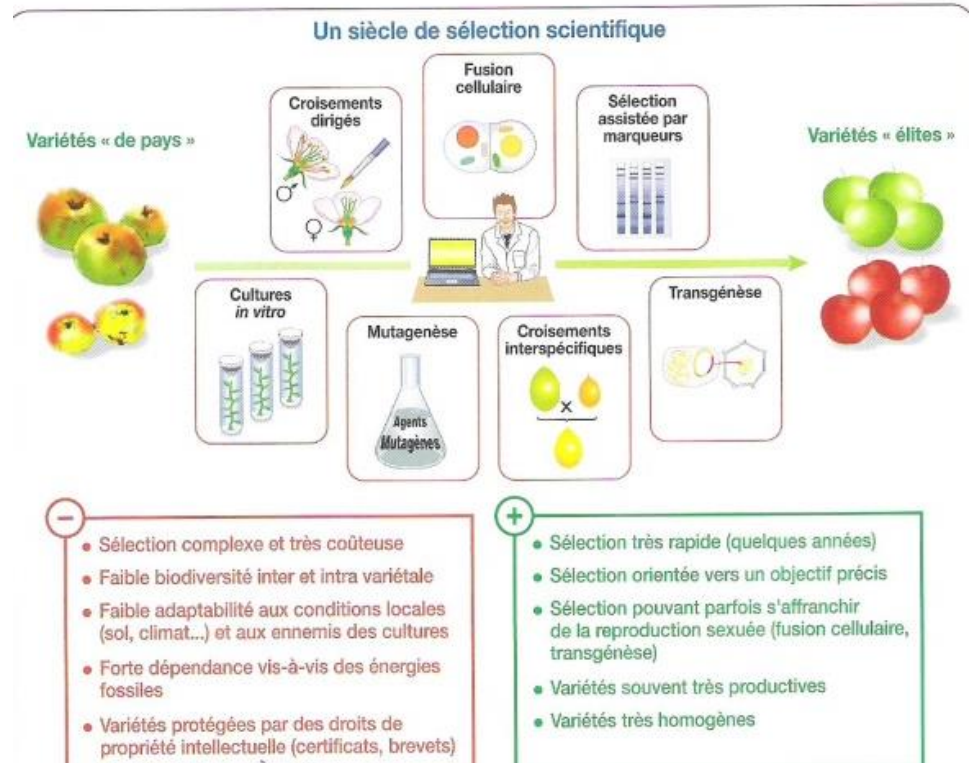 Un siècle de sélection scientifique
Variétés « de pays »
Croisements
dirigés
♂
♀
Fusion
cellulaire
Sélection
assistée par
marqueurs
Variétés « élites »
Cultures
in vitro
Mutagenèse
Agents
Mutagènes
Croisements
interspécifiques
X
Transgénèse
−
• Sélection complexe et très coûteuse
• Faible biodiversité inter et intra variétale
• Faible adaptabilité aux conditions locales
(sol, climat...) et aux ennemis des cultures
• Forte dépendance vis-à-vis des énergies
fossiles
• Variétés protégées par des droits de
propriété intellectuelle (certificats, brevets)
+
• Sélection très rapide (quelques années)
• Sélection orientée vers un objectif précis
• Sélection pouvant parfois s'affranchir
de la reproduction sexuée (fusion cellulaire,
transgénèse)
• Variétés souvent très productives
• Variétés très homogènes